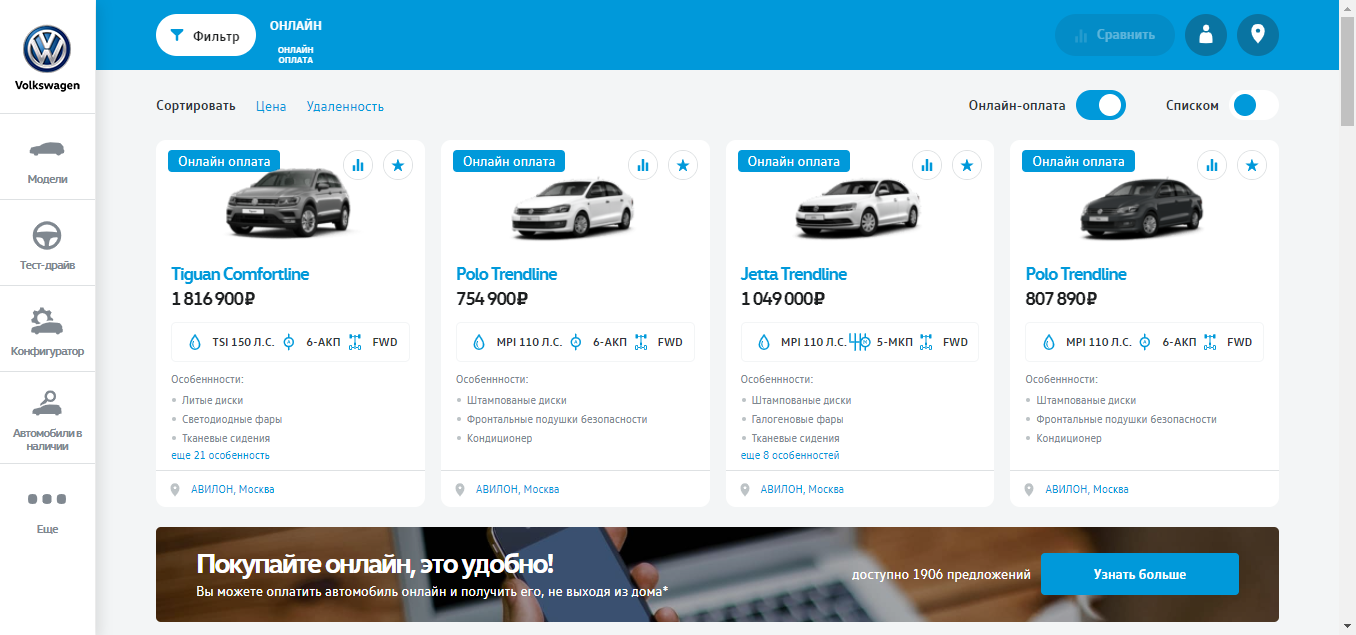 Volkswagen
Модели
Тест-драйв
Конфигуратор
Автомобили в
наличии
Еще
Фильтр
ОНЛАЙН
ОНЛАЙН
ОПЛАТА
Сравнить
Сортировать Цена Удаленность
Онлайн-оплата Списком
Онлайн оплата
Tiguan Comfortline
1 816 900 ₽
TSI 150 Л.С. 6-АКП FWD
Особеннности:
Литые диски
Светодиодные фары
Тканевые сидения
еще 21 особенность
АВИЛОН, Москва
Онлайн оплата
Polo Trendline
754 900 ₽
MPI 110 Л.С. 6-АКП FWD
Особеннности:
Штампованые диски
Фронтальные подушки безопасности
Кондиционер
АВИЛОН, Москва
Онлайн оплата
Jetta Trendline
1 049 000 ₽
MPI 110 Л.С. 5-МКП FWD
Особеннности:
Штампованые диски
Галогеновые фары
Тканевые сидения
еще 8 особенностей
АВИЛОН, Москва
Онлайн оплата
Polo Trendline
807 890 ₽
MPI 110 Л.С. 6-АКП FWD
Особеннности:
Штампованые диски
Фронтальные подушки безопасности
Кондиционер
АВИЛОН, Москва
Покупайте онлайн, это удобно!
Вы можете оплатить автомобиль онлайн и получить его, не выходя из дома*
доступно 1906 предложений
Узнать больше